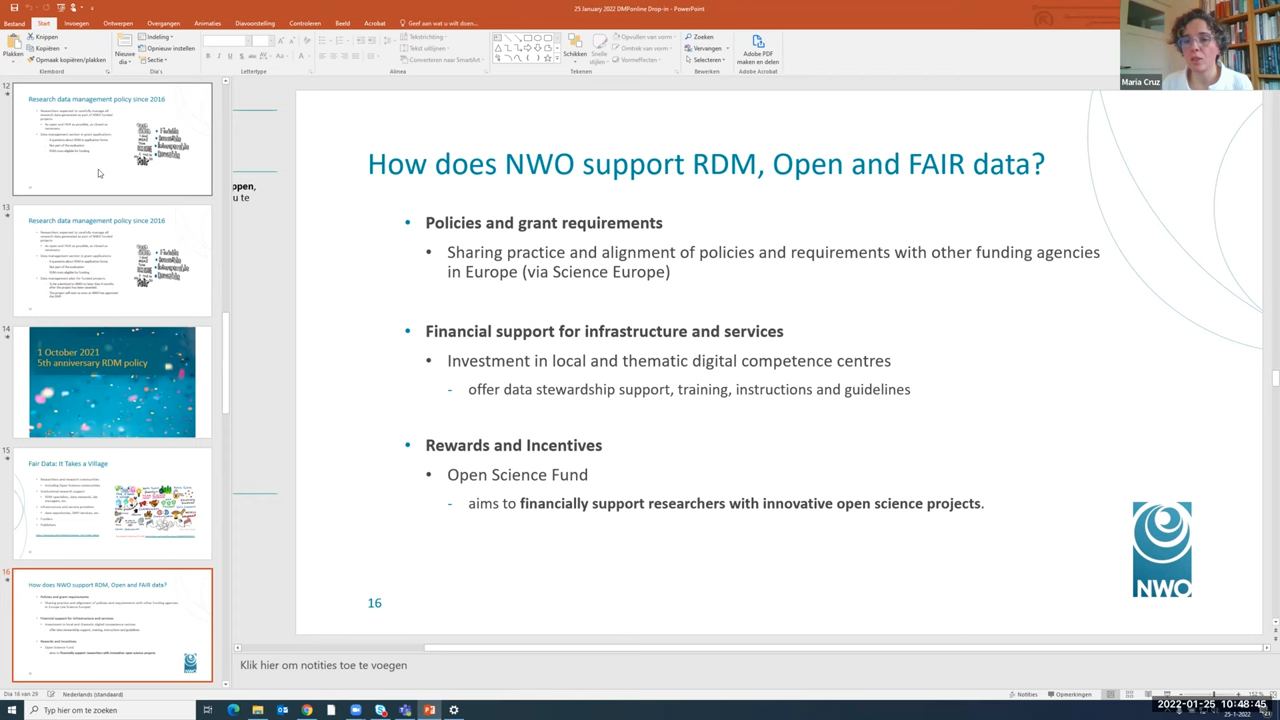 25 January 2022 DMPonline Drop-in - PowerPoint
Bestand Start Invoegen Ontwerpen Overgangen Animaties Diavoorstelling Controleren Beeld Acrobat Geef aan wat u wilt doen...
Plakken
Knippen
Kopiëren
Opmaak kopiëren/plakken
Klembord
Nieuwe dia
Indeling
Opnieuw instellen
Sectie
Dia's
Lettertype
Tekstrichting
Tekst uitlijnen
Converteren naar SmartArt
Alinea
Schikken
Snelle stijlen
Opvullen van vorm
Omtrek van vorm
Vormeffecten
Tekenen
Zoeken
Vervangen
Selecteren
Bewerken
Adobe PDF
maken en delen
Adobe Acrobat
Maria Cruz
12
Research data management policy since 2016
13
Research data management policy since 2016
14
1 October 2021
5th anniversary RDM policy
15
Fair Data: It Takes a Village
16
How does NWO support RDM, Open and FAIR data?
ppen,
u te
How does NWO support RDM, Open and FAIR data?
• Policies and grant requirements
• Sharing practice and alignment of policies and requirements with other funding agencies
in Europe (via Science Europe)
• Financial support for infrastructure and services
• Investment in local and thematic digital competence centres
- offer data stewardship support, training, instructions and guidelines
• Rewards and Incentives
• Open Science Fund
- aims to financially support researchers with innovative open science projects.
NWO
16
Klik hier om notities toe te voegen
Dia 16 van 29 Nederlands (standaard) Notities Opmerkingen 152 %
Typ hier om te zoeken
2022-01-25 10:48:45
25-1-2022